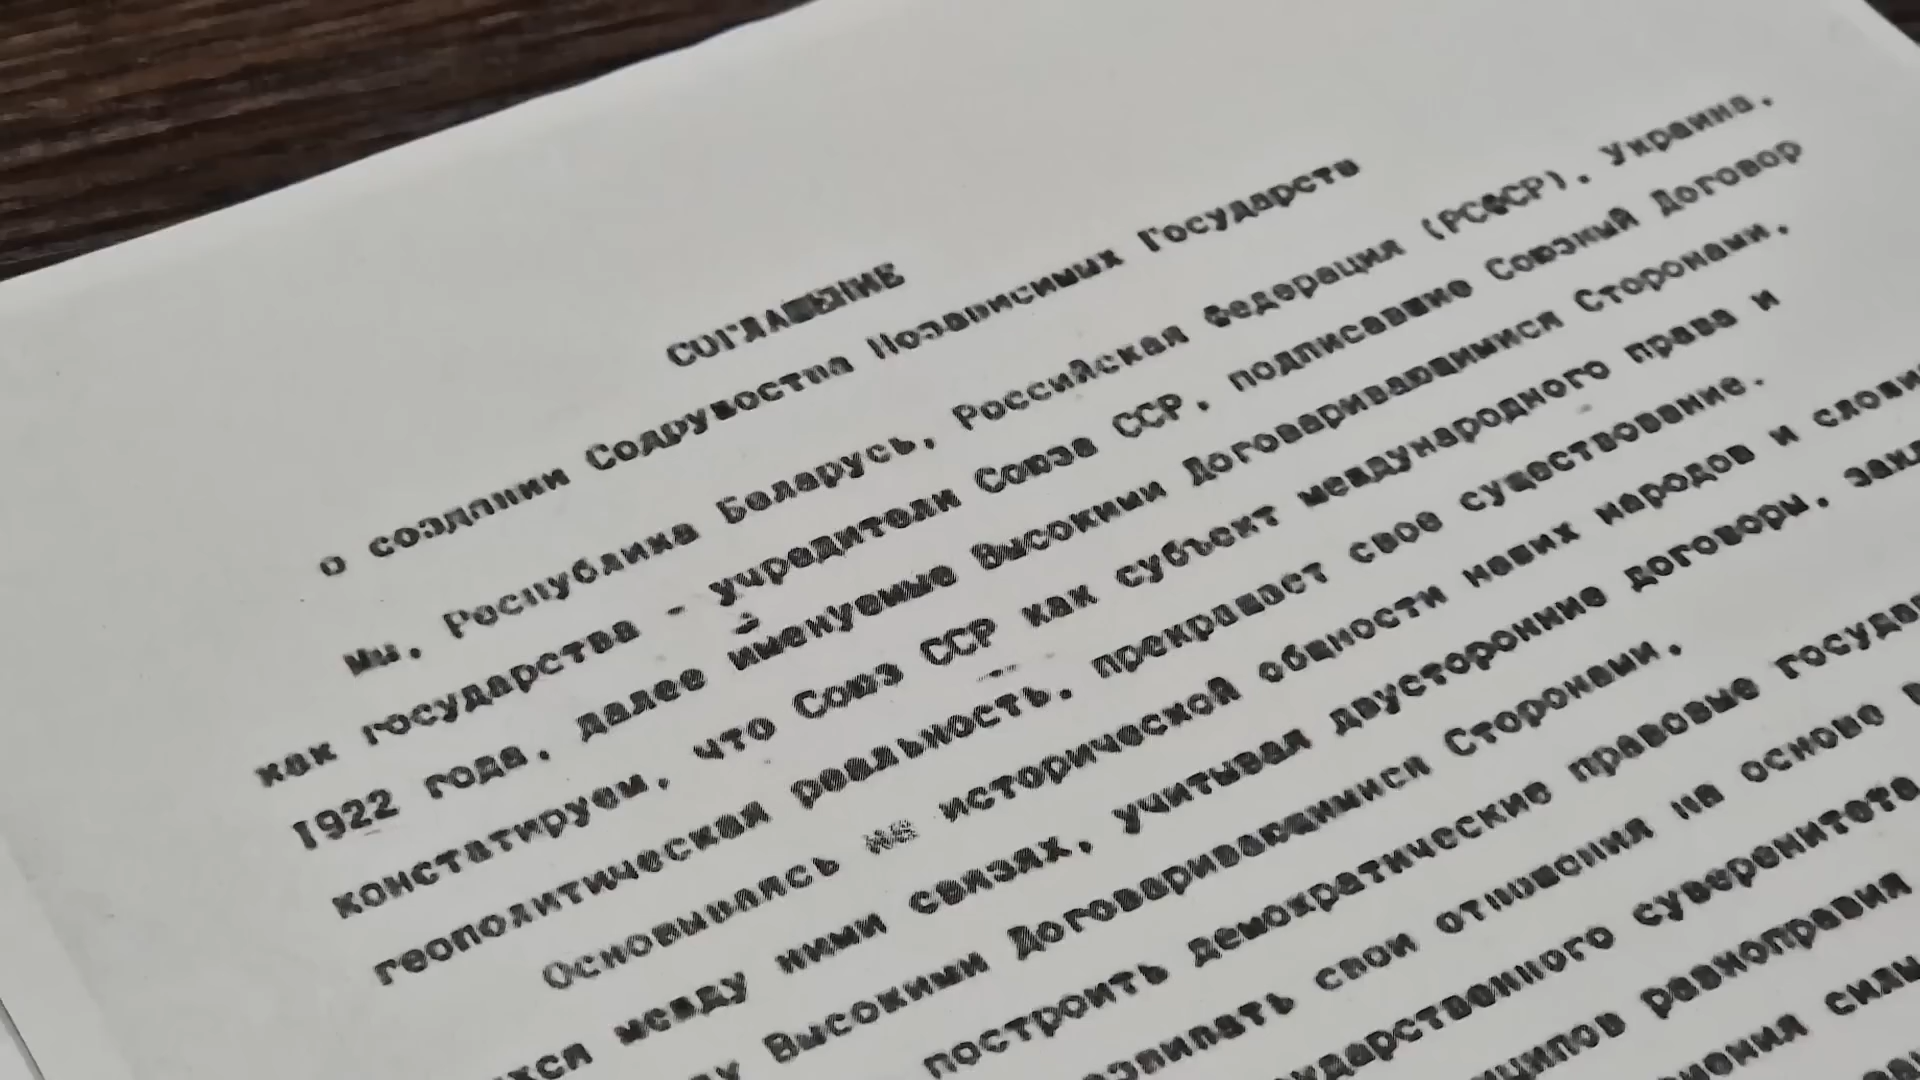 СОГЛАШЕНИЕ
о создании Содружества Независимых Государств
Мы, Республика Беларусь, Российская Федерация (РСФСР), Украина,
как государства - учредители Союза ССР, подписавшие Союзный Договор
1922 года, далее именуемые Высокими Договаривающимися Сторонами,
констатируем, что Союз ССР как субъект международного права и
геополитическая реальность, прекращает свое существование.
Основываясь на исторической общности наших народов и
между ними связях, учитывая двусторонние договоры,
Высокими Договаривающимися Сторонами,
построить демократические правовые
свои отношения на основе
суверенитета,
равноправия
силы